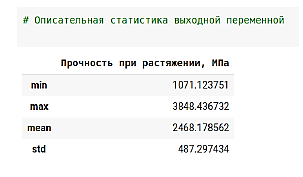 # Описательная статистика выходной переменной
Прочность при растяжении, МПа
min 1071.123751
max 3848.436732
mean 2468.178562
std 487.297434